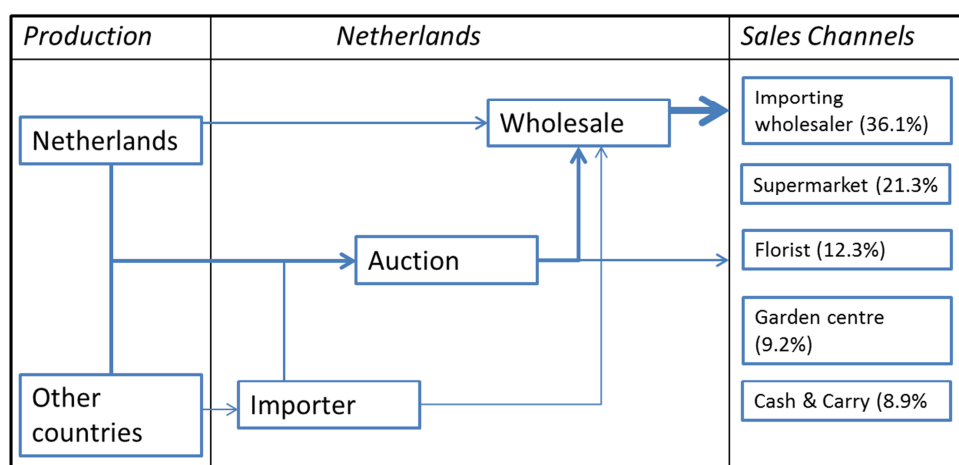 Production
Netherlands
Sales Channels
Netherlands
Wholesale
Importing
wholesaler (36.1%)
Supermarket (21.3%
Auction
Florist (12.3%)
Garden centre
(9.2%)
Other
countries
Importer
Cash & Carry (8.9%